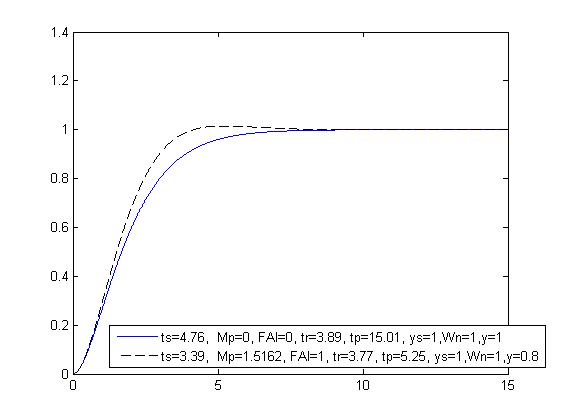 1.4
1.2
1
0.8
0.6
0.4
0.2
0
ts=4.76, Mp=0, FAI=0, tr=3.89, tp=15.01, ys=1,Wn=1,y=1
ts=3.39, Mp=1.5162, FAI=1, tr=3.77, tp=5.25, ys=1,Wn=1,y=0.8
0 5 10 15